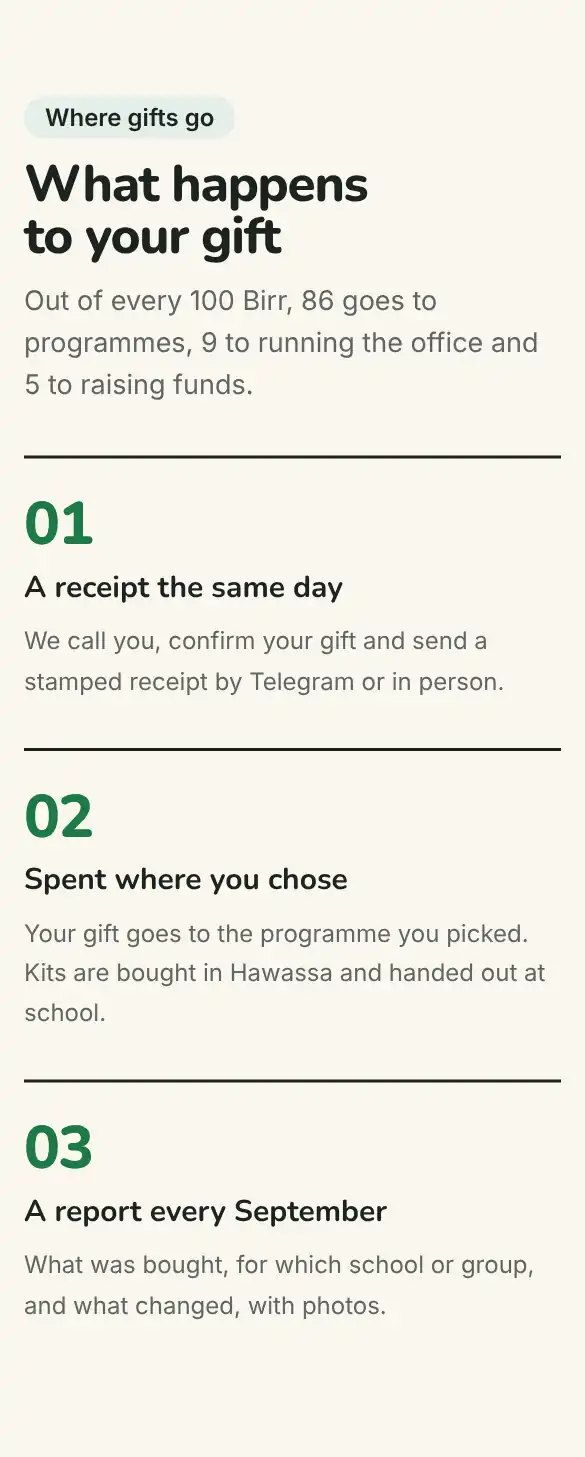 Where gifts go
What happens
to your gift
Out of every 100 Birr, 86 goes to
programmes, 9 to running the office and
5 to raising funds.
01
A receipt the same day
We call you, confirm your gift and send a
stamped receipt by Telegram or in person.
02
Spent where you chose
Your gift goes to the programme you picked.
Kits are bought in Hawassa and handed out at
school.
03
A report every September
What was bought, for which school or group,
and what changed, with photos.